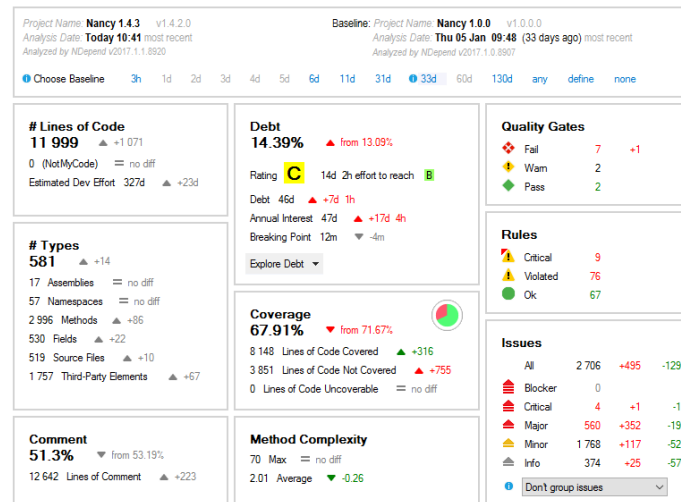 Project Name: Nancy 1.4.3 v1.4.2.0
Analysis Date: Today 10:41 most recent
Analyzed by NDepend v2017.1.1.8920
Baseline: Project Name: Nancy 1.0.0 v1.0.0.0
Analysis Date: Thu 05 Jan 09:48 (33 days ago) most recent
Analyzed by NDepend v2017.1.0.8907
Choose Baseline 3h 1d 2d 3d 4d 5d 6d 11d 31d 33d 60d 130d any define none
# Lines of Code
11 999 +1 071
0 (NotMyCode) no diff
Estimated Dev Effort 327d +23d
# Types
581 +14
17 Assemblies no diff
57 Namespaces no diff
2 996 Methods +86
530 Fields +22
519 Source Files +10
1 757 Third-Party Elements +67
Comment
51.3% from 53.19%
12 642 Lines of Comment +223
Debt
14.39% from 13.09%
Rating C 14d 2h effort to reach B
Debt 46d +7d 1h
Annual Interest 47d +17d 4h
Breaking Point 12m -4m
Explore Debt
Coverage
67.91% from 71.67%
8 148 Lines of Code Covered +316
3 851 Lines of Code Not Covered +755
0 Lines of Code Uncoverable no diff
Method Complexity
70 Max no diff
2.01 Average -0.26
Quality Gates
Fail 7 +1
Warn 2
Pass 2
Rules
Critical 9
Violated 76
Ok 67
Issues
All 2 706 +495 -129
Blocker 0
Critical 4 +1 -1
Major 560 +352 -19
Minor 1 768 +117 -52
Info 374 +25 -57
Don't group issues